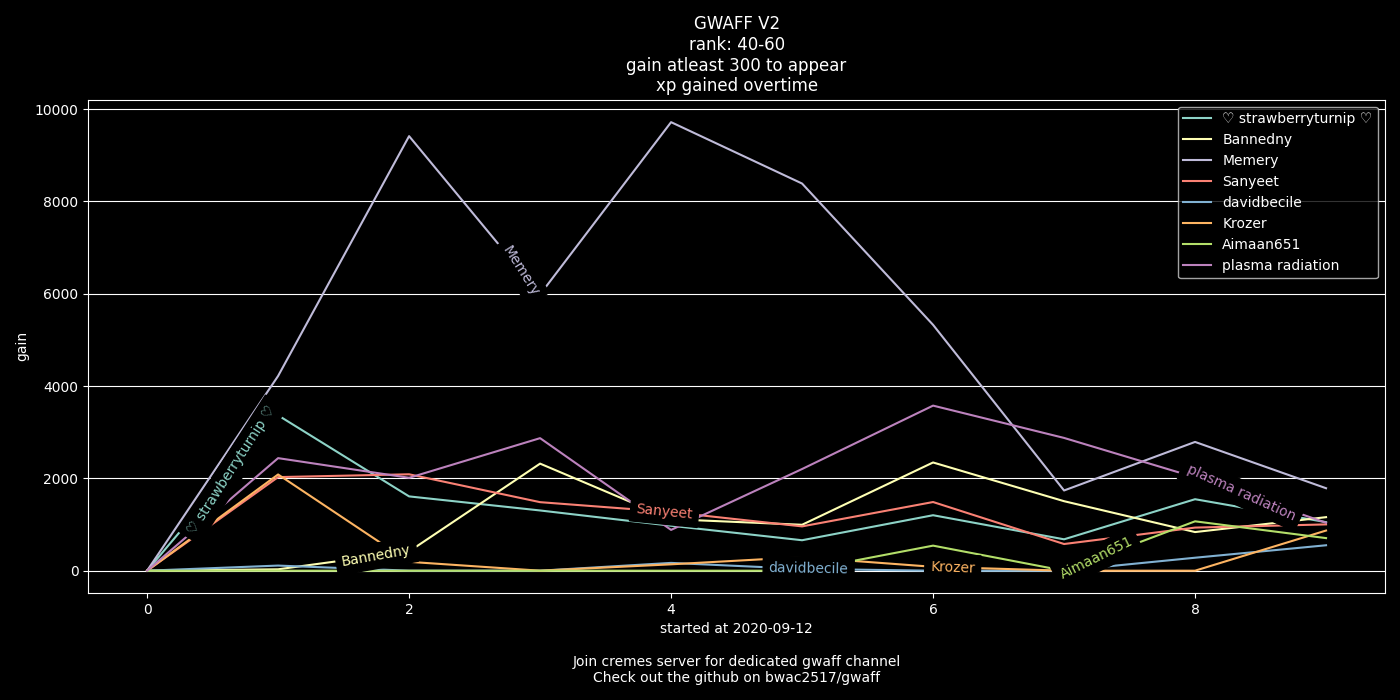 GWAFF V2
rank: 40-60
gain atleast 300 to appear
xp gained overtime
10000
8000
6000
4000
2000
0
gain
♡ strawberryturnip ♡
Bannedny
Memery
Sanyeet
davidbecile
Krozer
Aimaan651
plasma radiation
♡ strawberryturnip ♡
Bannedny
Memery
Sanyeet
davidbecile
Krozer
Aimaan651
plasma radiation
0 2 4 6 8
started at 2020-09-12
Join cremes server for dedicated gwaff channel
Check out the github on bwac2517/gwaff